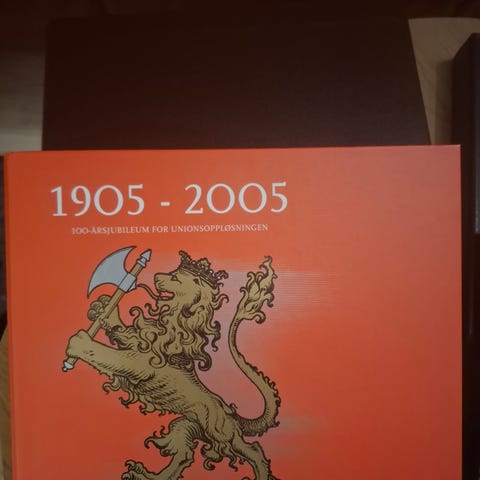 1905 - 2005
100-ÅRSJUBILEUM FOR UNIONSOPPLØSNINGEN